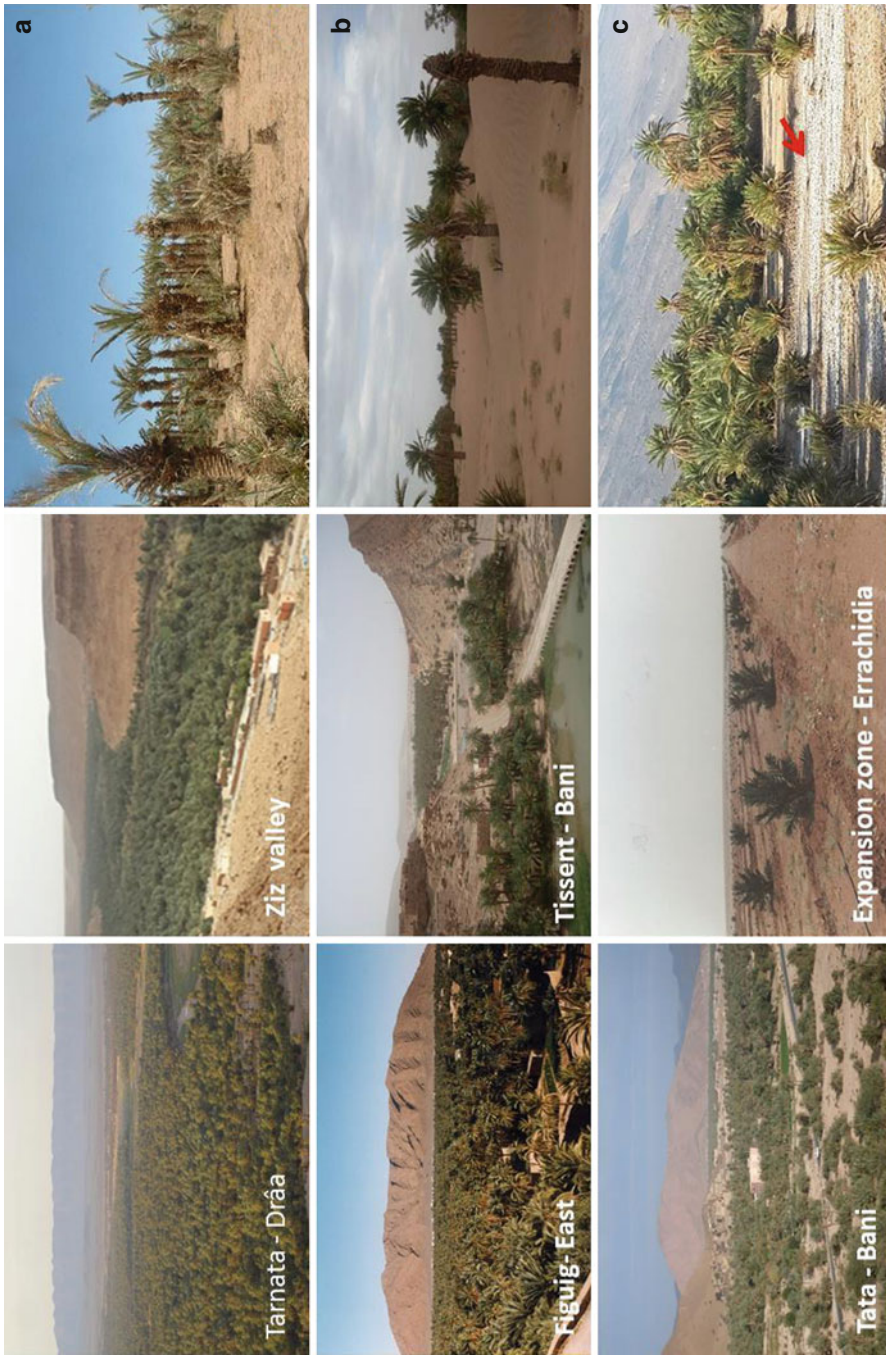 Tarnata - Drâa
Ziz valley
a
Figuig- East
Tissent - Bani
b
Tata - Bani
Expansion zone - Errachidia
c